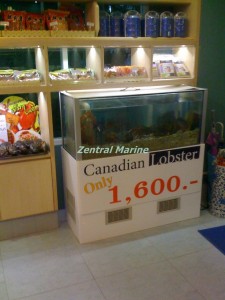 Zentral Marine
Canadian Lobster
Only
1,600.-